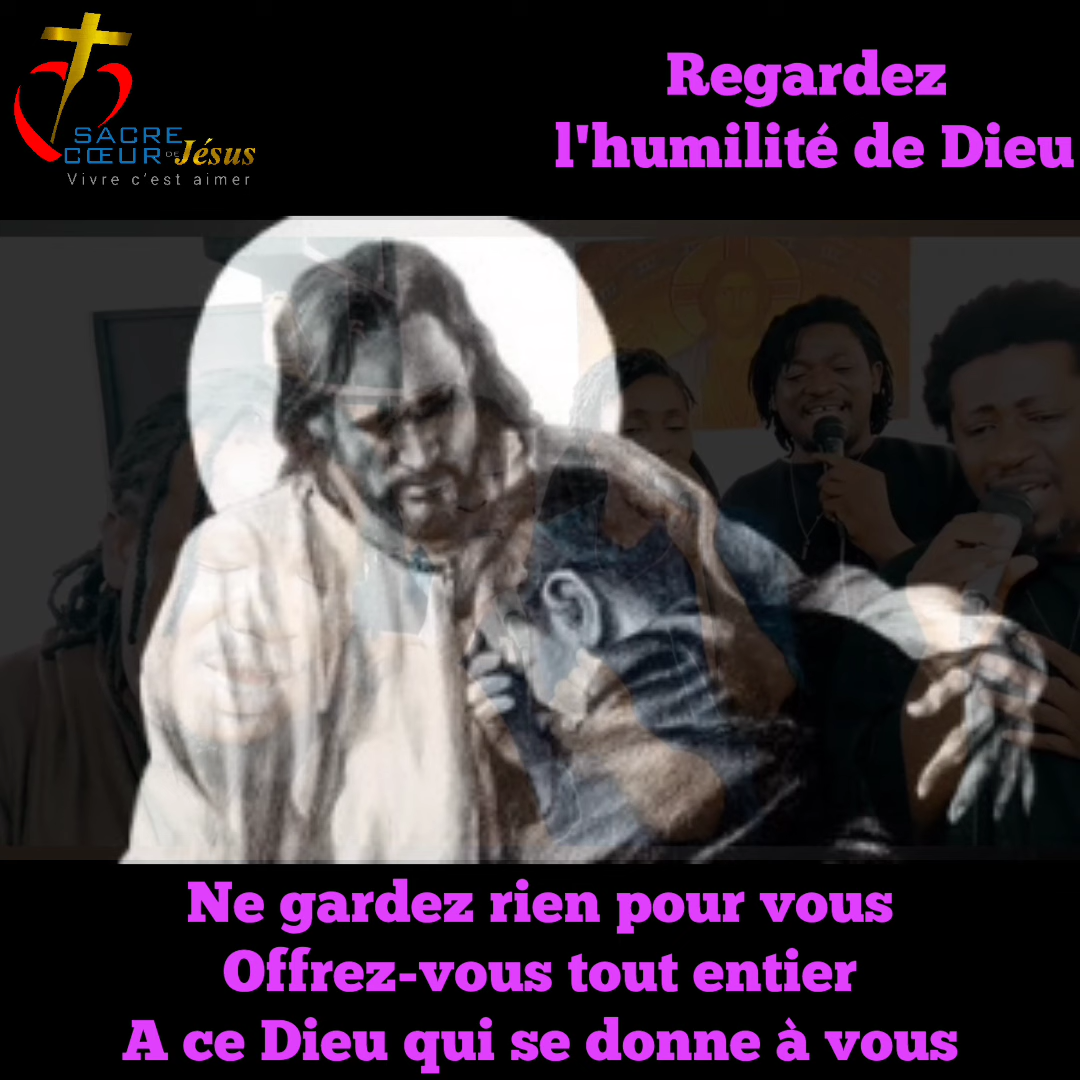 SACRE
CŒUR DE Jésus
Vivre c'est aimer
Regardez
l'humilité de Dieu
Ne gardez rien pour vous
Offrez-vous tout entier
A ce Dieu qui se donne à vous